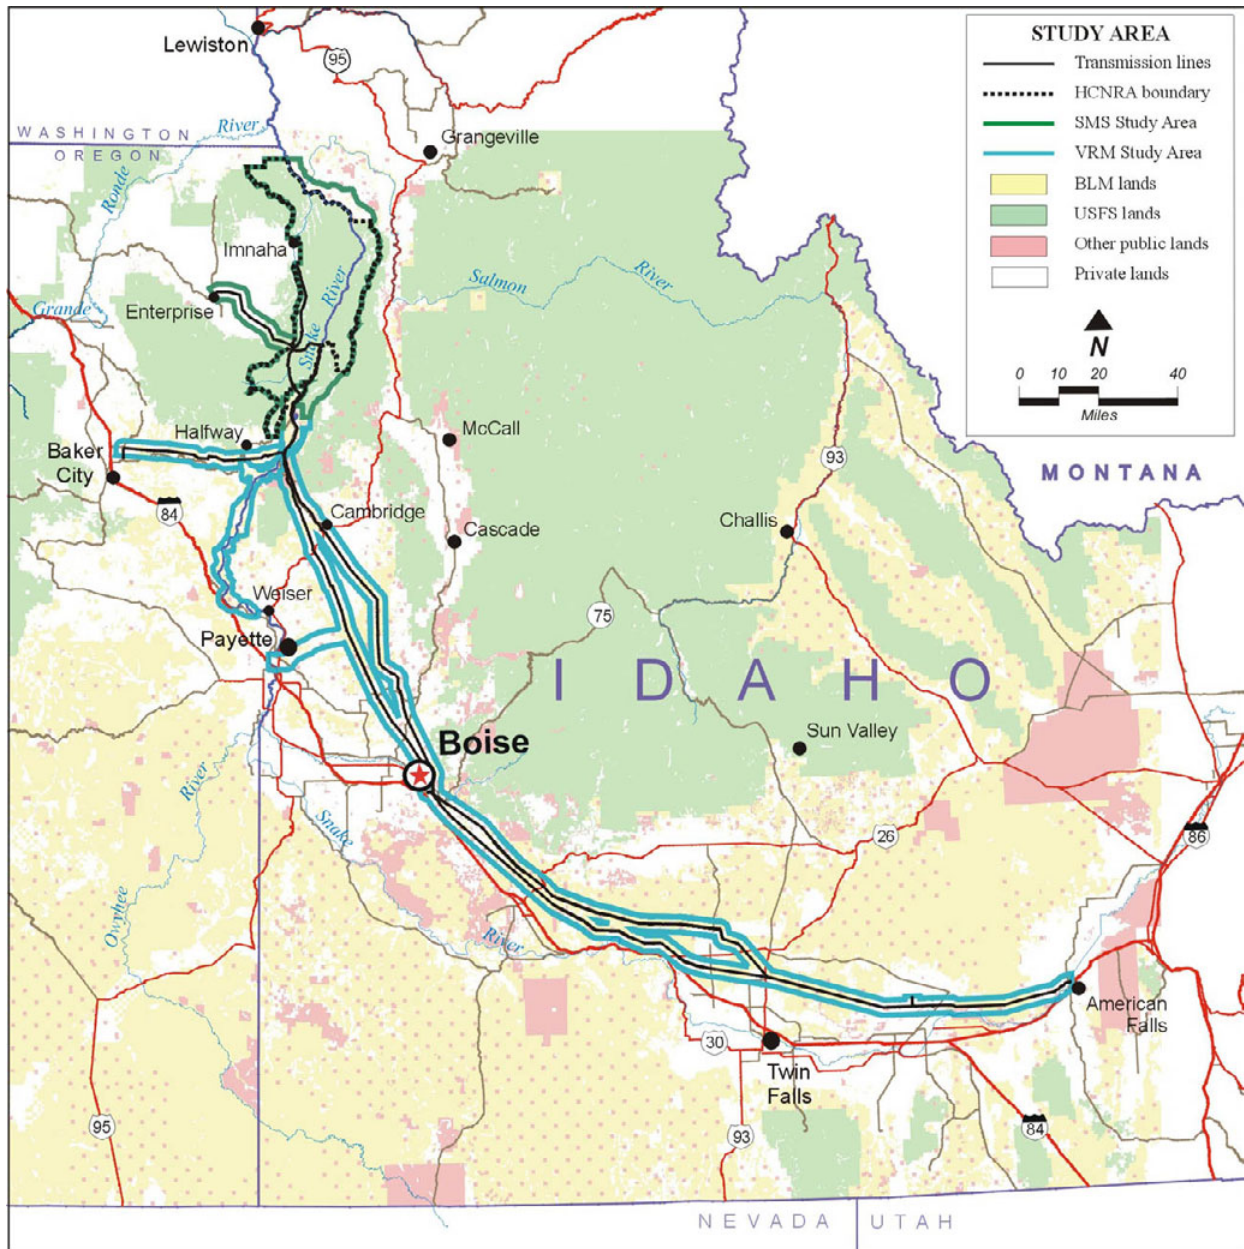 Lewiston
95
WASHINGTON
OREGON
River
Ronde
Grangeville
Imnaha
River
Salmon
River
Enterprise
Grande
Snake
Halfway
McCall
Baker
City
84
Cambridge
Cascade
Challis
93
MONTANA
Weiser
75
Payette
IDAHO
Sun Valley
Boise
River
Snake
26
86
Owyhee
River
American
Falls
30
Twin
Falls
95
93
84
NEVADA
UTAH
STUDY AREA
Transmission lines
HCNRA boundary
SMS Study Area
VRM Study Area
BLM lands
USFS lands
Other public lands
Private lands
N
0 10 20 40
Miles